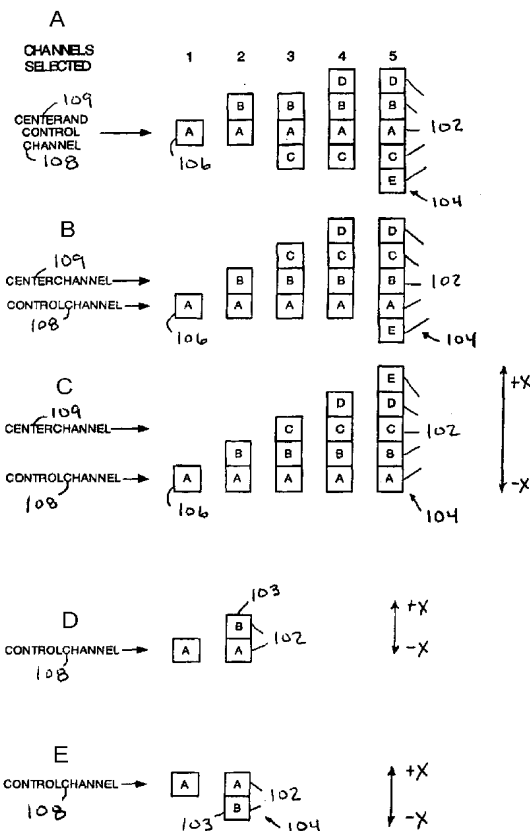 A
CHANNELS SELECTED 1 2 3 4 5
D D
109 B B B B
CENTERAND
CONTROL A A A A A 102
CHANNEL
108 106 C C C
E 104
B D D
109 C C C
CENTERCHANNEL B B B B 102
CONTROLCHANNEL A A A A A
108 106 E 104
C E +X
109 D D
CENTERCHANNEL C C C 102
B B B B
CONTROLCHANNEL A A A A A -X
108 106 104
103
D B +X
102
CONTROLCHANNEL A A -X
108
E
CONTROLCHANNEL A A +X
102
108 103 B 104 -X